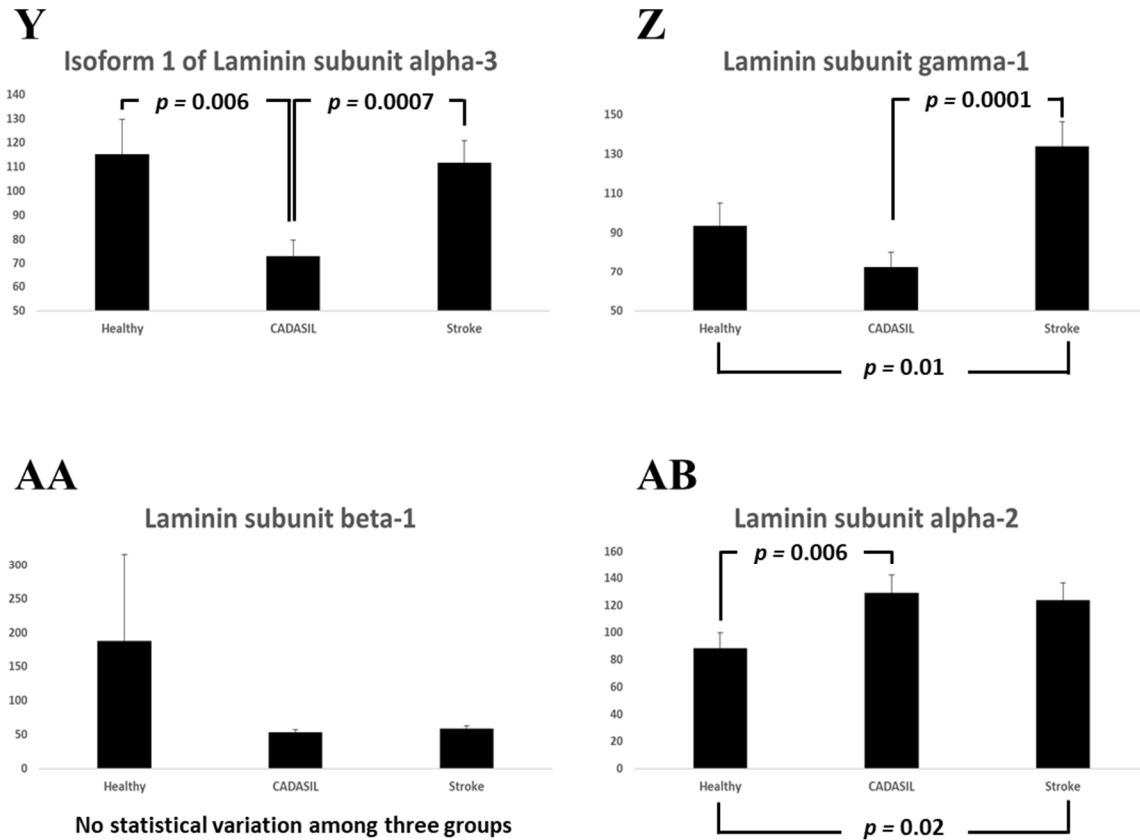 Y
Isoform 1 of Laminin subunit alpha-3
p = 0.006 p = 0.0007
140
130
120
110
100
90
80
70
60
50
Healthy CADASIL Stroke
Z
Laminin subunit gamma-1
p = 0.0001
150
130
110
90
70
50
Healthy CADASIL Stroke
p = 0.01
AA
Laminin subunit beta-1
300
250
200
150
100
50
0
Healthy CADASIL Stroke
No statistical variation among three groups
AB
Laminin subunit alpha-2
p = 0.006
160
140
120
100
80
60
40
20
0
Healthy CADASIL Stroke
p = 0.02